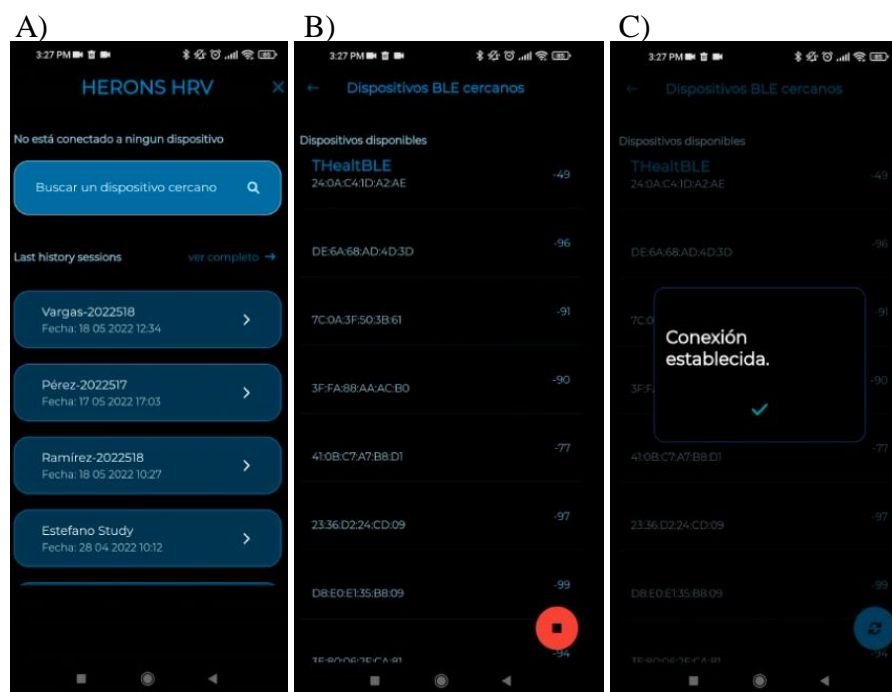 A)
3:27 PM
85
HERONS HRV
No está conectado a ningun dispositivo
Buscar un dispositivo cercano
Last history sessions
ver completo
Vargas-2022518
Fecha: 18 05 2022 12:34
Pérez-2022517
Fecha: 17 05 2022 17:03
Ramírez-2022518
Fecha: 18 05 2022 10:27
Estefano Study
Fecha: 28 04 2022 10:12
B)
3:27 PM
85
Dispositivos BLE cercanos
Dispositivos disponibles
THealtBLE
24:0A:C4:1D:A2:AE
-49
DE:6A:68:AD:4D:3D
-96
7C:0A:3F:50:3B:61
-91
3F:FA:88:AA:AC:B0
-90
41:0B:C7:A7:B8:D1
-77
23:36:D2:24:CD:09
-97
D8:E0:E1:35:B8:09
-99
-94
C)
3:27 PM
85
Dispositivos BLE cercanos
Dispositivos disponibles
THealtBLE
24:0A:C4:1D:A2:AE
-49
DE:6A:68:AD:4D:3D
-96
7C:0
-91
Conexión
establecida.
3F:F
-90
41:0B:C7:A7:B8:D1
-77
23:36:D2:24:CD:09
-97
D8:E0:E1:35:B8:09
-99
-94